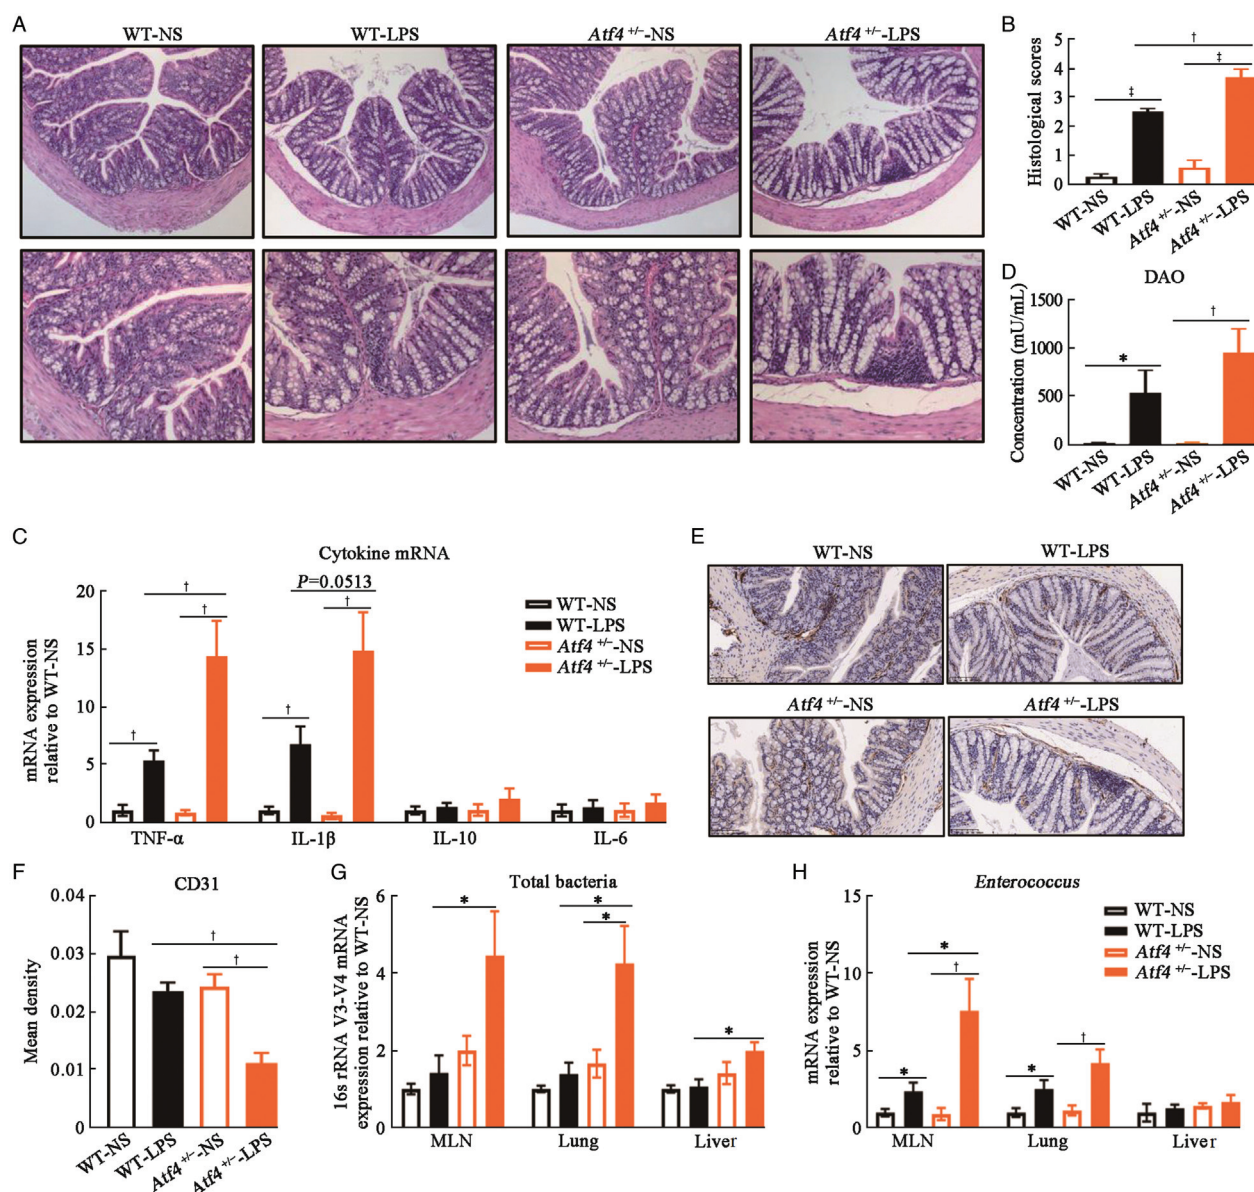 A
WT-NS
WT-LPS
Atf4 +/−-NS
Atf4 +/−-LPS
B
Histological scores
5
4
3
2
1
0
†
‡
‡
WT-NS
WT-LPS
Atf4 +/−-NS
Atf4 +/−-LPS
D
DAO
Concentration (mU/mL)
1500
1000
500
0
*
†
WT-NS
WT-LPS
Atf4 +/−-NS
Atf4 +/−-LPS
C
Cytokine mRNA
mRNA expression
relative to WT-NS
20
15
10
5
0
†
†
†
P=0.0513
†
†
TNF-α
IL-1β
IL-10
IL-6
WT-NS
WT-LPS
Atf4 +/−-NS
Atf4 +/−-LPS
E
WT-NS
WT-LPS
Atf4 +/−-NS
Atf4 +/−-LPS
F
CD31
Mean density
0.04
0.03
0.02
0.01
0
†
†
WT-NS
WT-LPS
Atf4 +/−-NS
Atf4 +/−-LPS
G
Total bacteria
16s rRNA V3-V4 mRNA
expression relative to WT-NS
6
4
2
0
*
*
*
*
MLN
Lung
Liver
H
Enterococcus
mRNA expression
relative to WT-NS
15
10
5
0
*
†
*
*
†
MLN
Lung
Liver
WT-NS
WT-LPS
Atf4 +/−-NS
Atf4 +/−-LPS